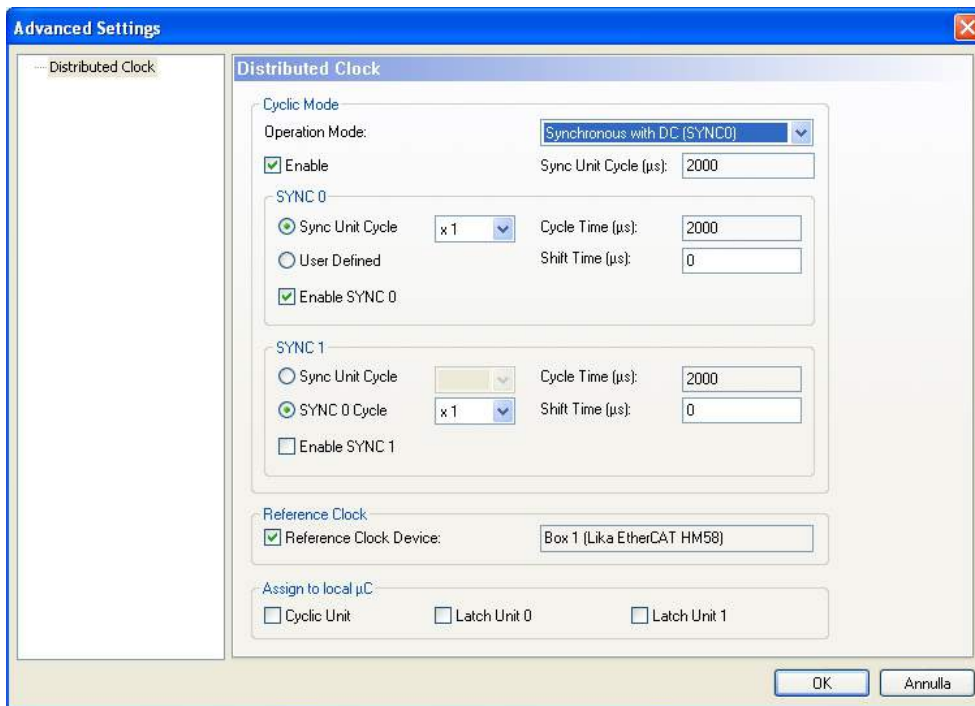 Advanced Settings
Distributed Clock
Distributed Clock
Cyclic Mode
Operation Mode: Synchronous with DC (SYNC0)
Enable Sync Unit Cycle (µs): 2000
SYNC 0
Sync Unit Cycle x 1 Cycle Time (µs): 2000
User Defined Shift Time (µs): 0
Enable SYNC 0
SYNC 1
Sync Unit Cycle Cycle Time (µs): 2000
SYNC 0 Cycle x 1 Shift Time (µs): 0
Enable SYNC 1
Reference Clock
Reference Clock Device: Box 1 (Lika EtherCAT HM58)
Assign to local µC
Cyclic Unit Latch Unit 0 Latch Unit 1
OK Annulla